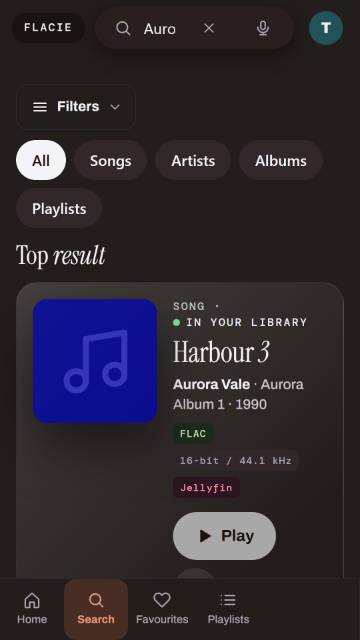 FLACIE
Auro
T
Filters
All
Songs
Artists
Albums
Playlists
Top result
SONG ·
IN YOUR LIBRARY
Harbour 3
Aurora Vale · Aurora
Album 1 · 1990
FLAC
16-bit / 44.1 kHz
Jellyfin
Play
Home
Search
Favourites
Playlists